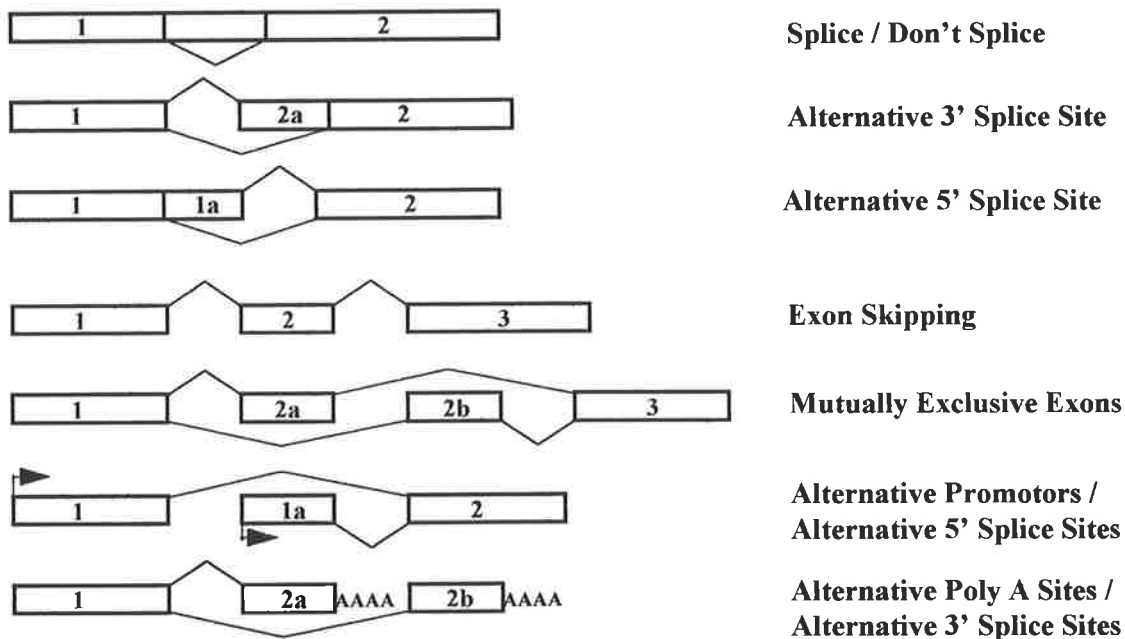 1 2 Splice / Don't Splice
1 2a 2 Alternative 3' Splice Site
1 1a 2 Alternative 5' Splice Site
1 2 3 Exon Skipping
1 2a 2b 3 Mutually Exclusive Exons
1 1a 2 Alternative Promotors /
Alternative 5' Splice Sites
1 2a AAAA 2b AAAA Alternative Poly A Sites /
Alternative 3' Splice Sites